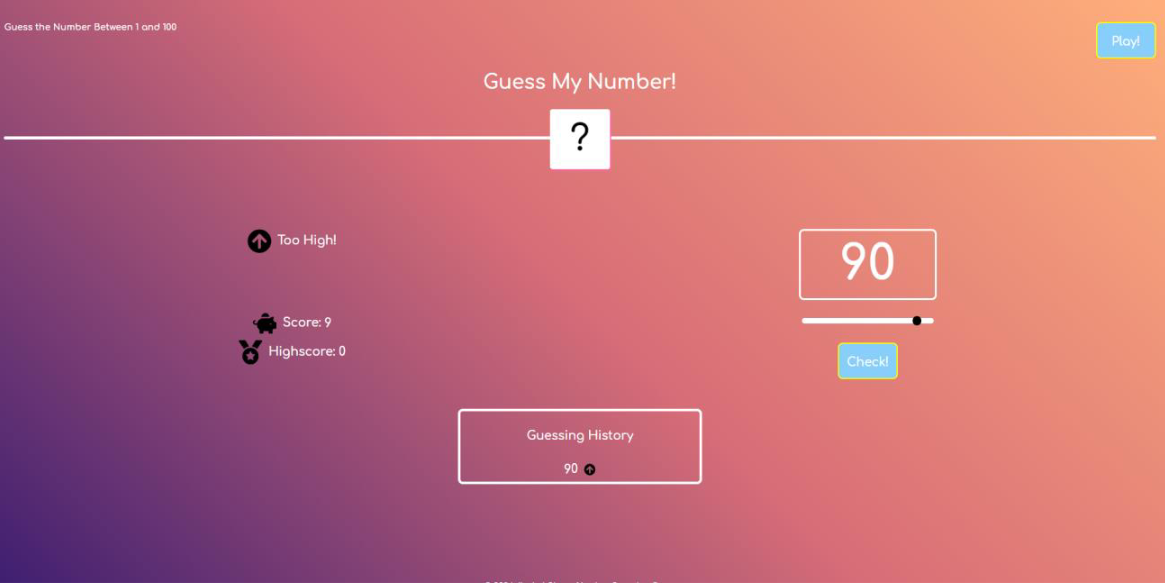 Guess the Number Between 1 and 100
Play!
Guess My Number!
?
Too High!
90
Score: 9
Highscore: 0
Check!
Guessing History
90